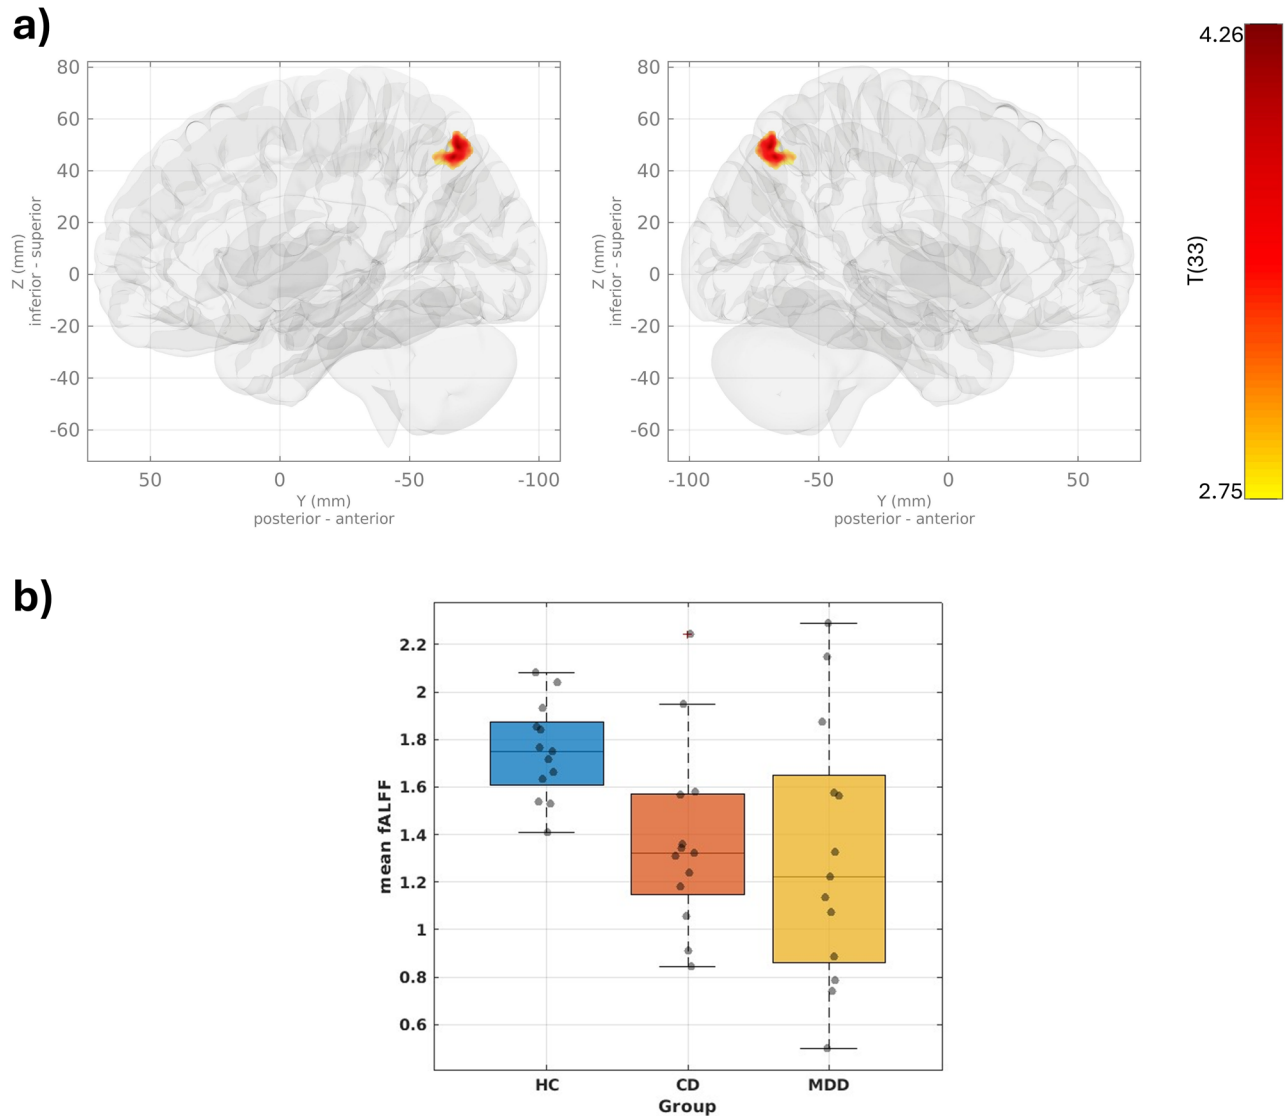 a)
80
60
40
20
0
-20
-40
-60
Z (mm)
inferior - superior
50
0
-50
-100
Y (mm)
posterior - anterior
80
60
40
20
0
-20
-40
-60
Z (mm)
inferior - superior
-100
-50
0
50
Y (mm)
posterior - anterior
4.26
T(33)
2.75
b)
2.2
2
1.8
1.6
1.4
1.2
1
0.8
0.6
mean fALFF
HC
CD
MDD
Group